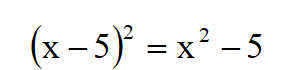 (x − 5)² = x² − 5